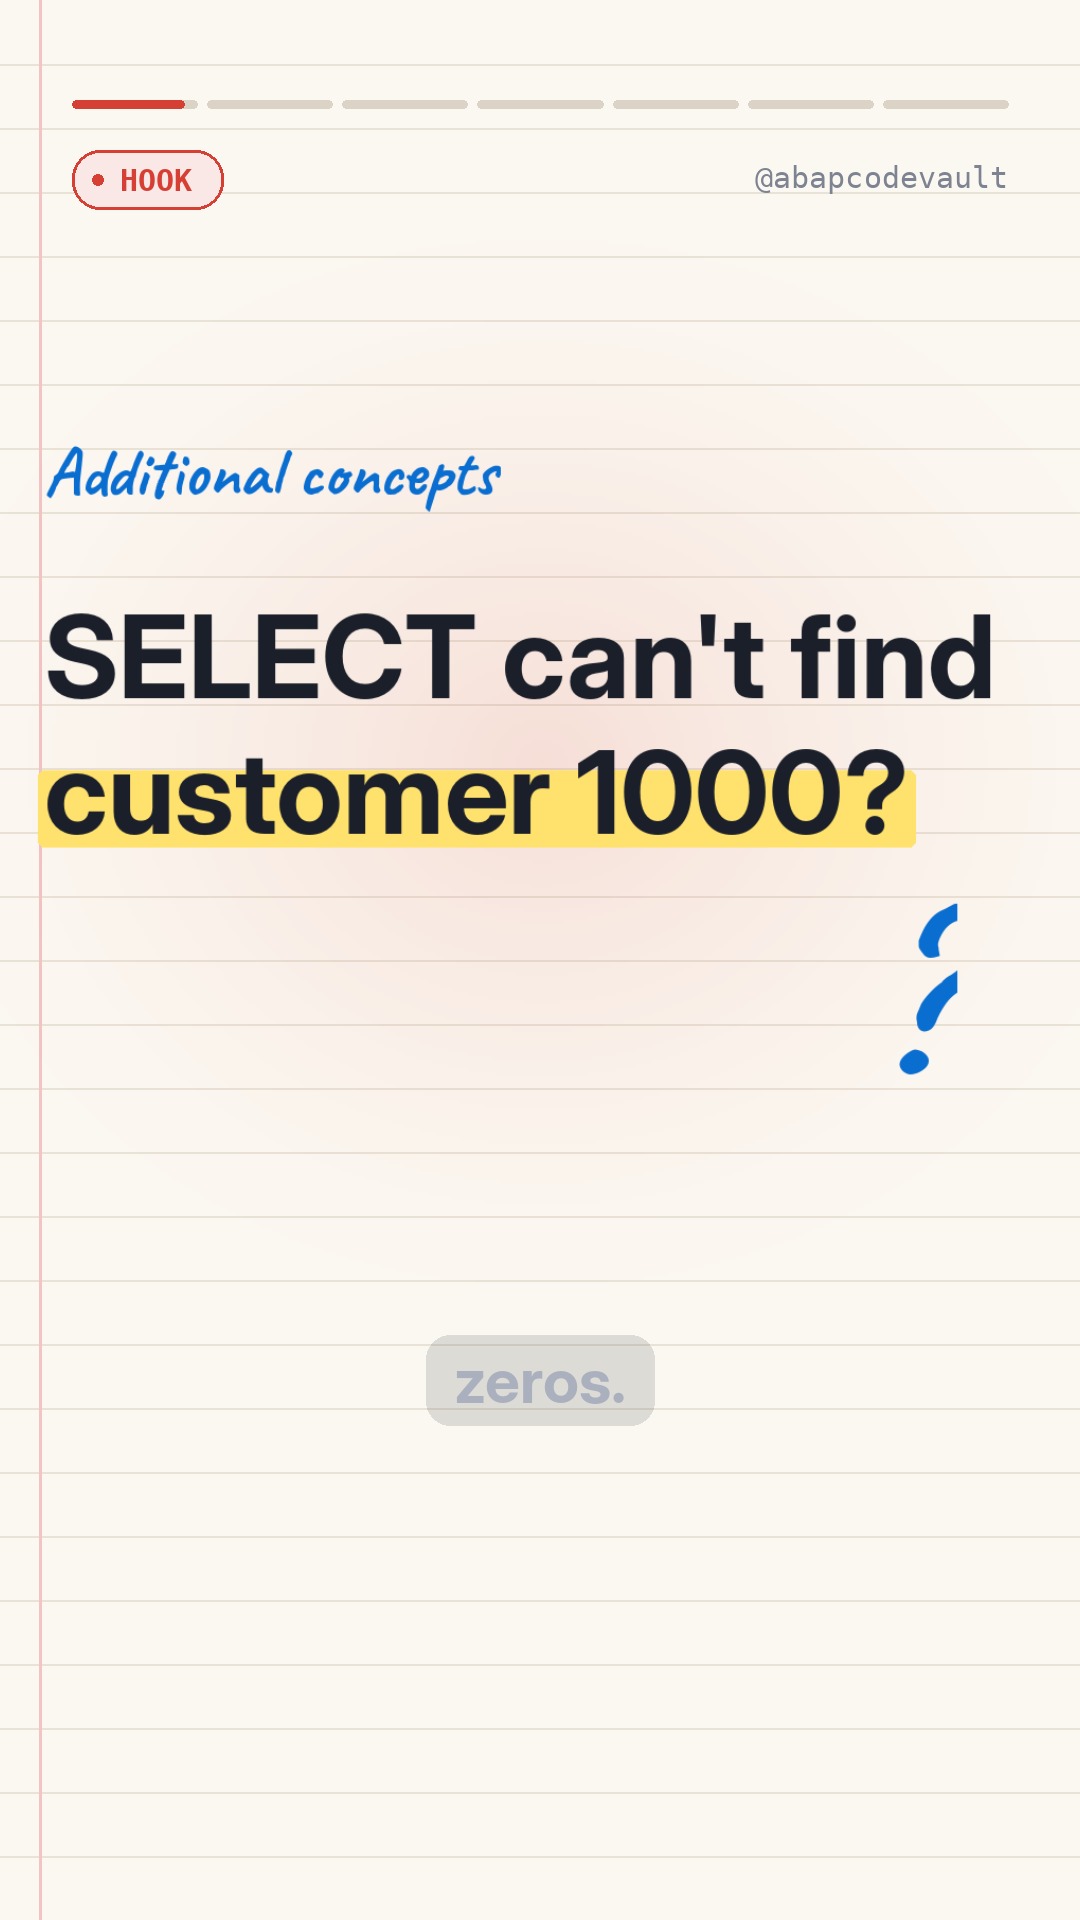 HOOK
@abapcodevault
Additional concepts
SELECT can't find
customer 1000?
zeros.